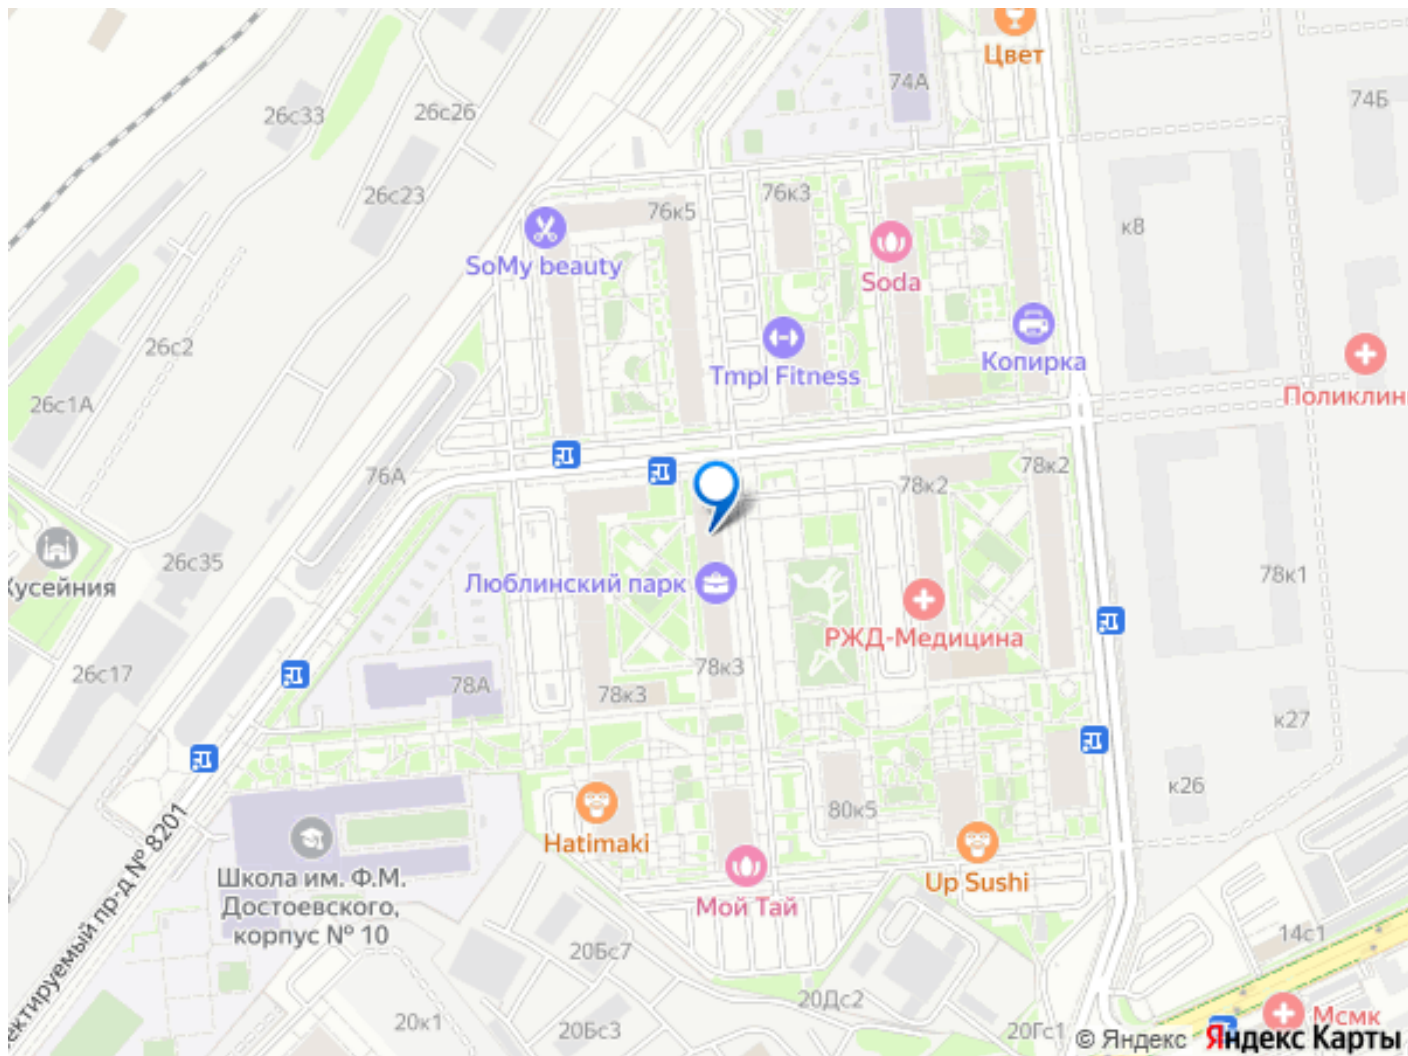 Цвет
74А
74Б
26с33
26с26
26с23
76к5
76к3
к8
SoMy beauty
Soda
26с2
Tmpl Fitness
Копирка
26с1А
Поликлин
76А
78к2
78к2
Хусейния
26с35
Люблинский парк
78к1
РЖД-Медицина
26с17
78А
78к3
78к3
к27
к26
80к5
Hatimaki
Up Sushi
Школа им. Ф.М.
Достоевского,
корпус № 10
Мой Тай
ектируемый пр-д № 8201
14с1
20Бс7
20Дс2
20к1
20Бс3
20Гс1
Мсмк
© Яндекс Яндекс Карты